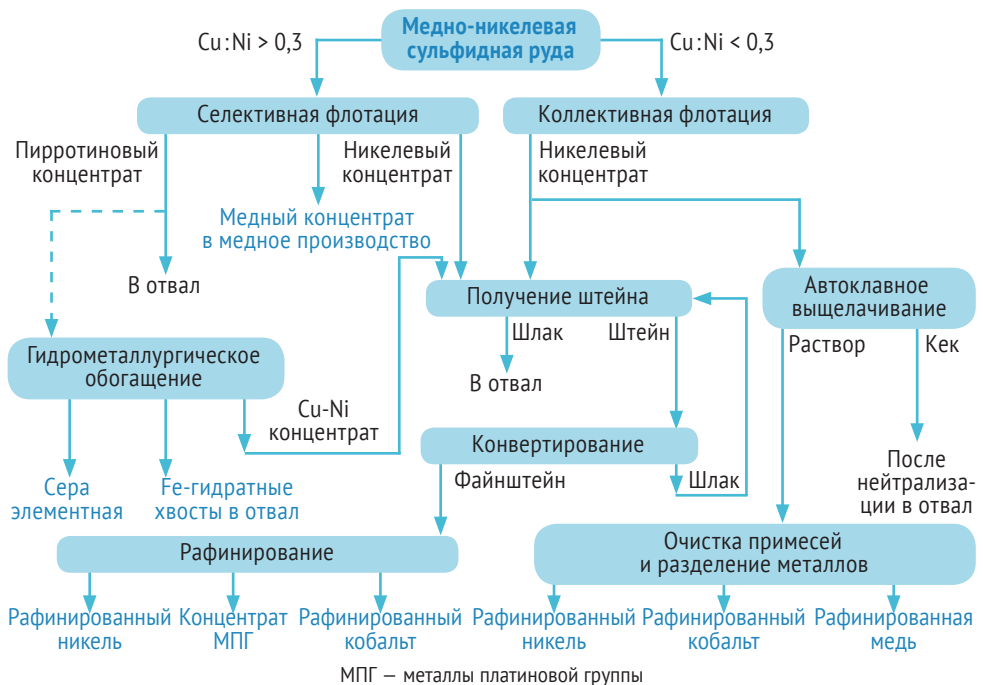 Медно-никелевая
сульфидная руда
Cu:Ni > 0,3
Cu:Ni < 0,3
Селективная флотация
Коллективная флотация
Пирротиновый
концентрат
Никелевый
концентрат
Никелевый
концентрат
Медный концентрат
в медное производство
В отвал
Получение штейна
Автоклавное
выщелачивание
Шлак
Штейн
Раствор
Кек
Гидрометаллургическое
обогащение
В отвал
Cu-Ni
концентрат
Конвертирование
После
нейтрализа-
ции в отвал
Сера
элементная
Fe-гидратные
хвосты в отвал
Файнштейн
Шлак
Рафинирование
Очистка примесей
и разделение металлов
Рафинированный
никель
Концентрат
МПГ
Рафинированный
кобальт
Рафинированный
никель
Рафинированный
кобальт
Рафинированная
медь
МПГ — металлы платиновой группы